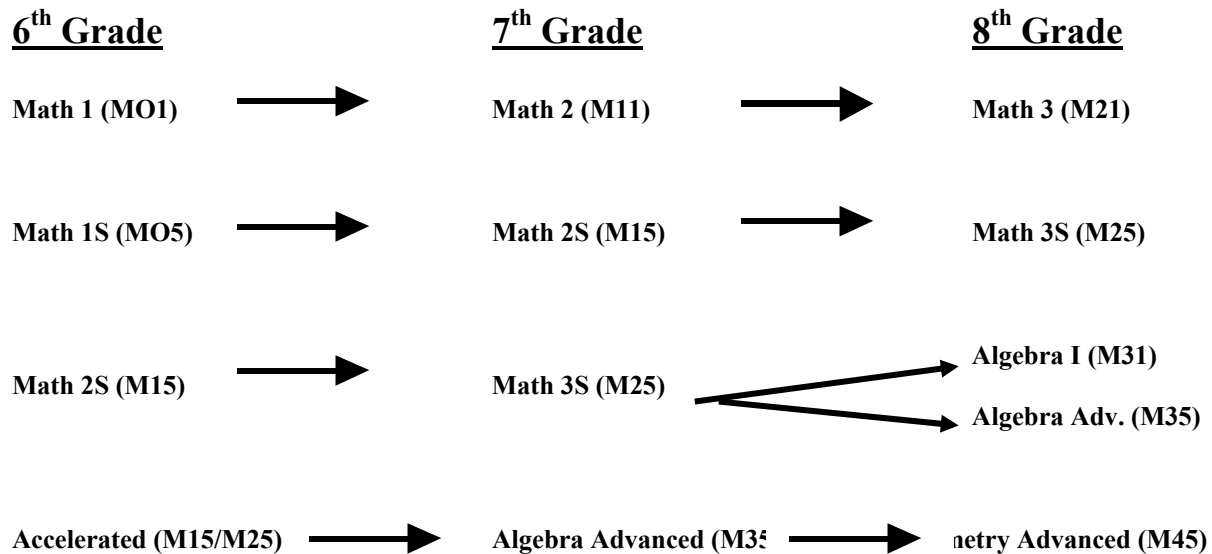 6th Grade 7th Grade 8th Grade
Math 1 (MO1) Math 2 (M11) Math 3 (M21)
Math 1S (MO5) Math 2S (M15) Math 3S (M25)
Algebra I (M31)
Math 2S (M15) Math 3S (M25)
Algebra Adv. (M35)
Accelerated (M15/M25) Algebra Advanced (M35 metry Advanced (M45)